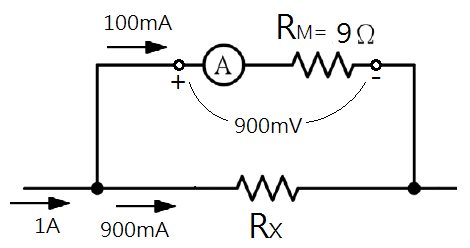 100mA
RM= 9Ω
A
+ -
900mV
1A
900mA
RX